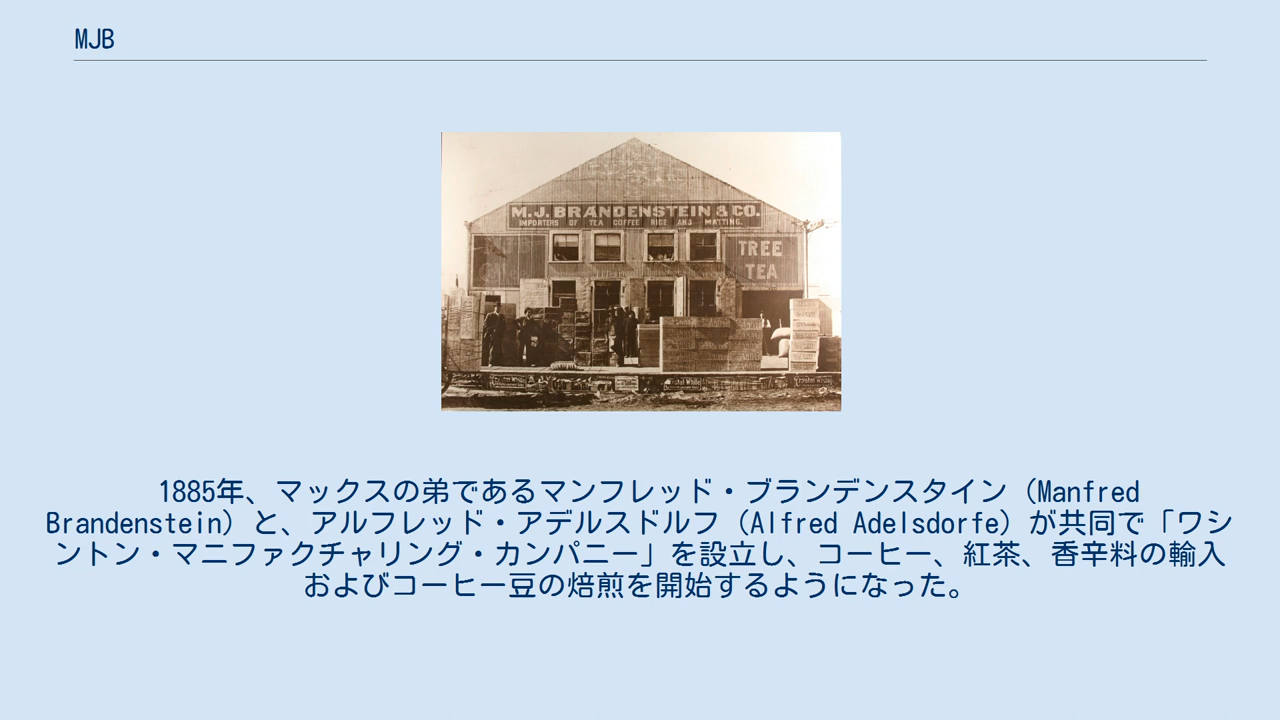 MJB
M.J. BRANDENSTEIN & CO.
IMPORTERS OF TEA COFFEE RICE AND MATTING.
TREE
TEA
1885年、マックスの弟であるマンフレッド・ブランデンスタイン（Manfred
Brandenstein）と、アルフレッド・アデルスドルフ（Alfred Adelsdorfe）が共同で「ワシ
ントン・マニファクチャリング・カンパニー」を設立し、コーヒー、紅茶、香辛料の輸入
およびコーヒー豆の焙煎を開始するようになった。